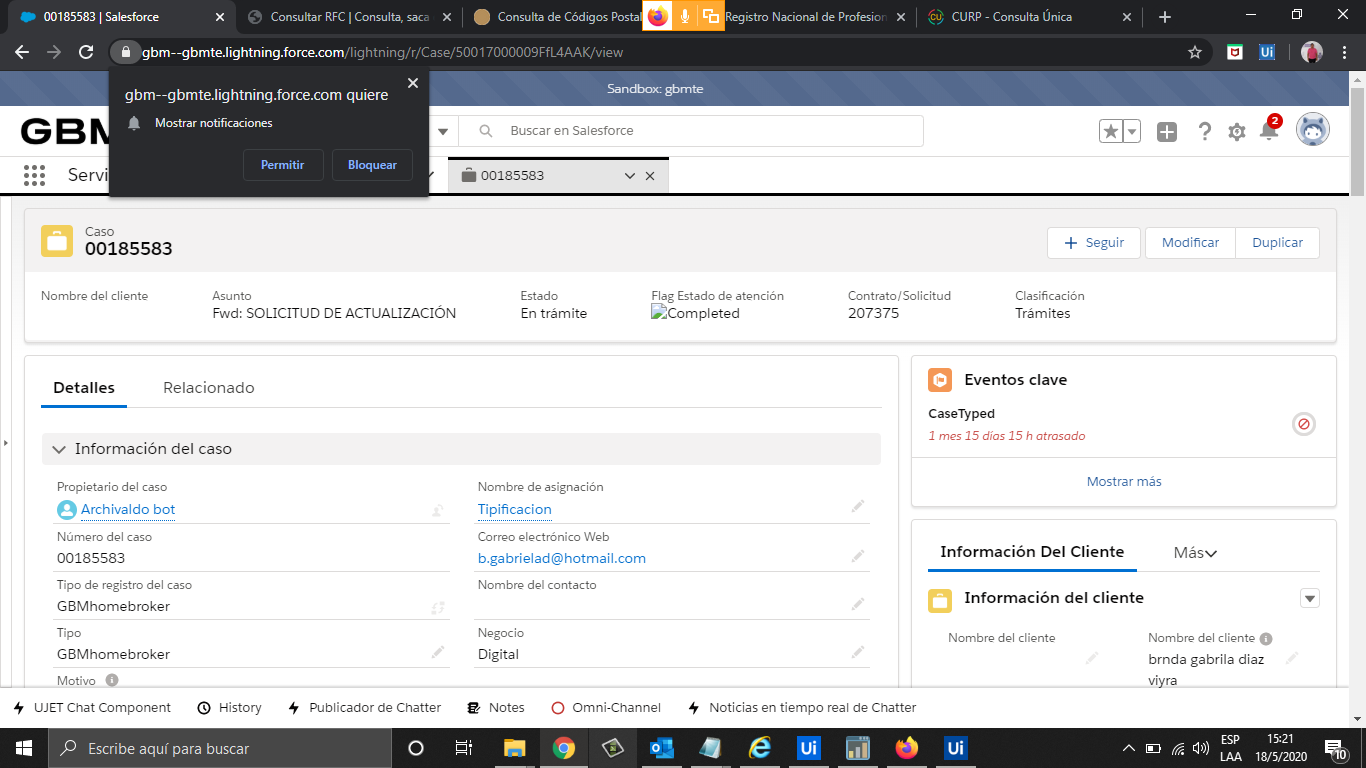 00185583 | Salesforce
Consultar RFC | Consulta, saca
Consulta de Códigos Postal
Registro Nacional de Profesion
CURP - Consulta Única
gbm--gbmte.lightning.force.com/lightning/r/Case/50017000009FfL4AAK/view
Sandbox: gbmte
gbm--gbmte.lightning.force.com quiere
Mostrar notificaciones
Permitir
Bloquear
GBM
Buscar en Salesforce
2
Servi
00185583
Caso
00185583
Seguir
Modificar
Duplicar
Nombre del cliente
Asunto
Fwd: SOLICITUD DE ACTUALIZACIÓN
Estado
En trámite
Flag Estado de atención
Completed
Contrato/Solicitud
207375
Clasificación
Trámites
Detalles
Relacionado
Información del caso
Propietario del caso
Archivaldo bot
Nombre de asignación
Tipificacion
Número del caso
00185583
Correo electrónico Web
b.gabrielad@hotmail.com
Tipo de registro del caso
GBMhomebroker
Nombre del contacto
Tipo
GBMhomebroker
Negocio
Digital
Motivo
Eventos clave
CaseTyped
1 mes 15 días 15 h atrasado
Mostrar más
Información Del Cliente
Más
Información del cliente
Nombre del cliente
Nombre del cliente
brnda gabrila diaz
viyra
UJET Chat Component
History
Publicador de Chatter
Notes
Omni-Channel
Noticias en tiempo real de Chatter
Escribe aquí para buscar
ESP
LAA
15:21
18/5/2020
10